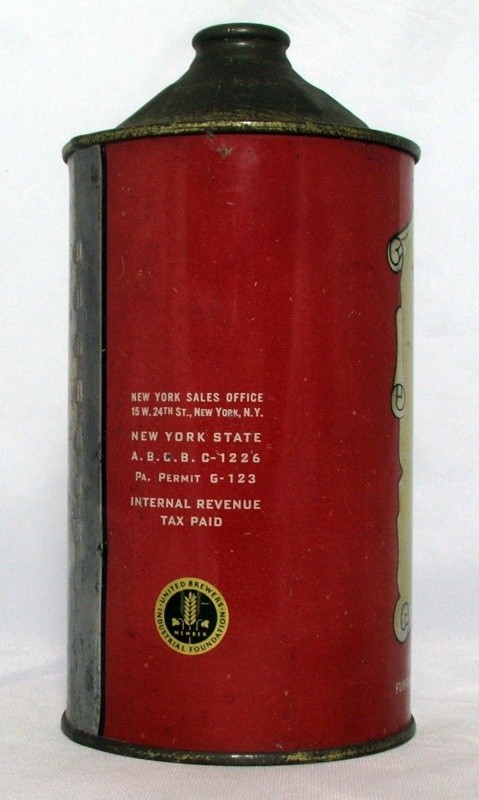 NEW YORK SALES OFFICE
15 W. 24TH ST., NEW YORK, N.Y.
NEW YORK STATE
A. B. C. B. C-1226
PA. PERMIT G-123
INTERNAL REVENUE
TAX PAID
UNITED BREWERS
INDUSTRIAL FOUNDATION
MEMBER